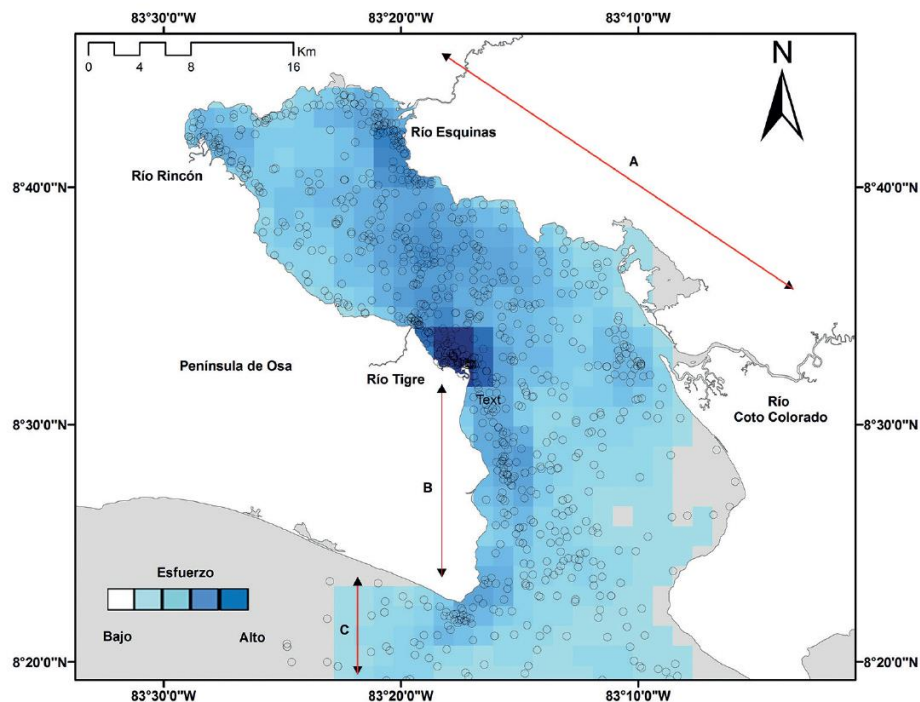 83°30'0"W 83°20'0"W 83°10'0"W
Km
0 4 8 16
N
Río Esquinas
A
Río Rincón
8°40'0"N 8°40'0"N
Península de Osa
Río Tigre
Text
Río
Coto Colorado
8°30'0"N 8°30'0"N
B
Esfuerzo
Bajo Alto
C
8°20'0"N 8°20'0"N
83°30'0"W 83°20'0"W 83°10'0"W